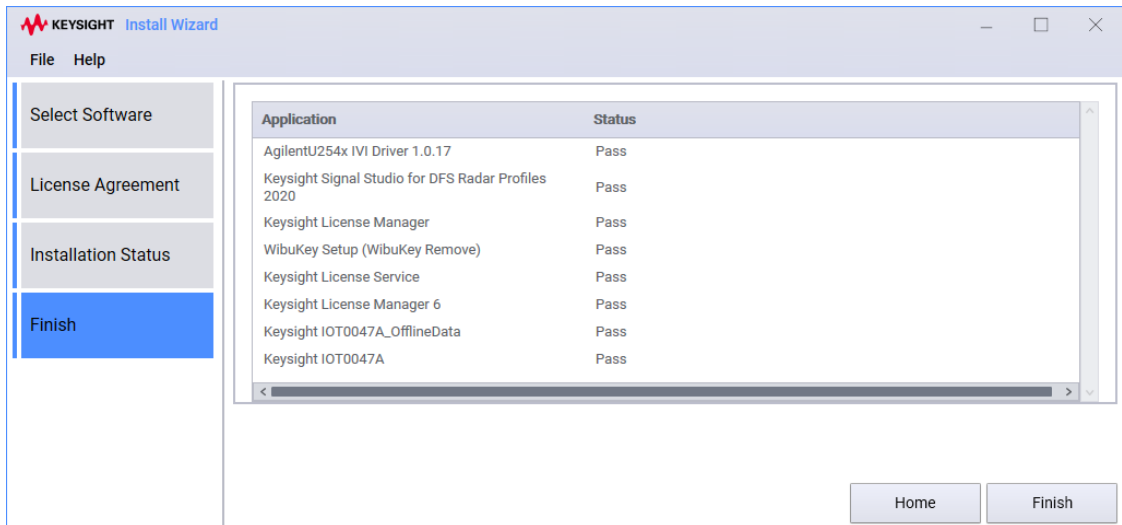 KEYSIGHT Install Wizard
File Help
Select Software
License Agreement
Installation Status
Finish
Application Status
AgilentU254x IVI Driver 1.0.17 Pass
Keysight Signal Studio for DFS Radar Profiles
2020 Pass
Keysight License Manager Pass
WibuKey Setup (WibuKey Remove) Pass
Keysight License Service Pass
Keysight License Manager 6 Pass
Keysight IOT0047A_OfflineData Pass
Keysight IOT0047A Pass
Home Finish